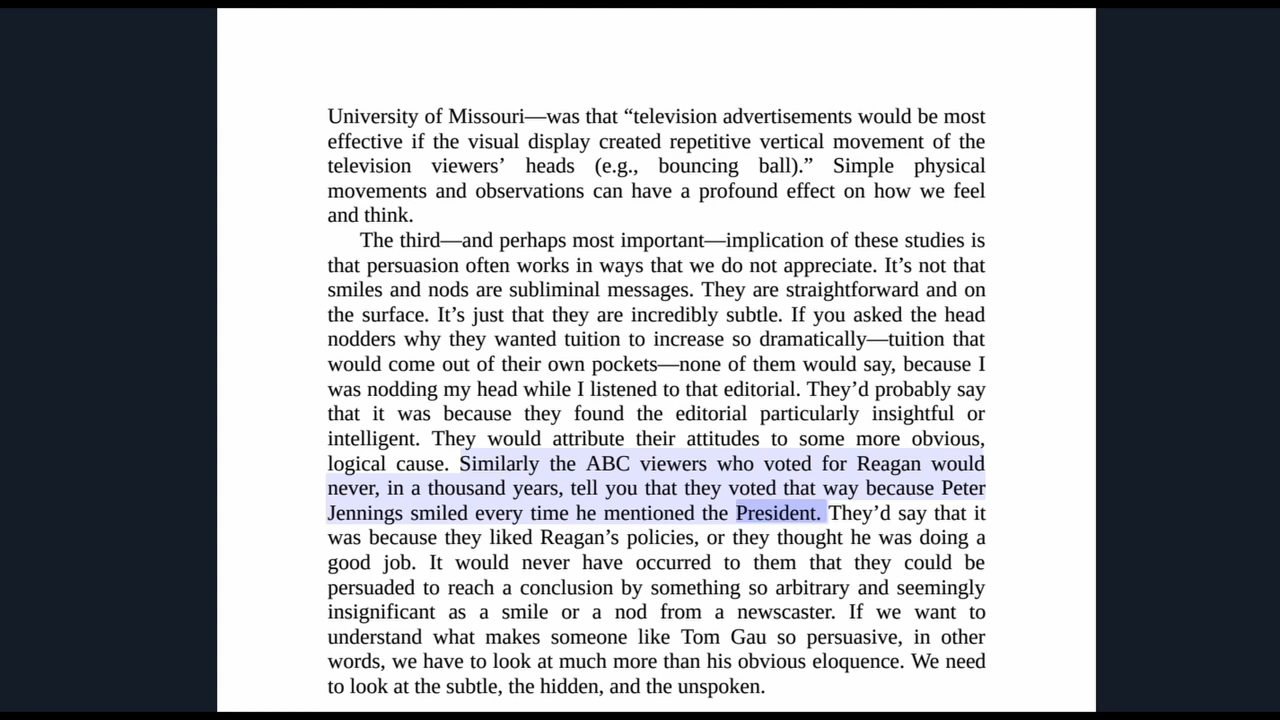 University of Missouri—was that “television advertisements would be most
effective if the visual display created repetitive vertical movement of the
television viewers’ heads (e.g., bouncing ball).” Simple physical
movements and observations can have a profound effect on how we feel
and think.
The third—and perhaps most important—implication of these studies is
that persuasion often works in ways that we do not appreciate. It’s not that
smiles and nods are subliminal messages. They are straightforward and on
the surface. It’s just that they are incredibly subtle. If you asked the head
nodders why they wanted tuition to increase so dramatically—tuition that
would come out of their own pockets—none of them would say, because I
was nodding my head while I listened to that editorial. They’d probably say
that it was because they found the editorial particularly insightful or
intelligent. They would attribute their attitudes to some more obvious,
logical cause. Similarly the ABC viewers who voted for Reagan would
never, in a thousand years, tell you that they voted that way because Peter
Jennings smiled every time he mentioned the President. They’d say that it
was because they liked Reagan’s policies, or they thought he was doing a
good job. It would never have occurred to them that they could be
persuaded to reach a conclusion by something so arbitrary and seemingly
insignificant as a smile or a nod from a newscaster. If we want to
understand what makes someone like Tom Gau so persuasive, in other
words, we have to look at much more than his obvious eloquence. We need
to look at the subtle, the hidden, and the unspoken.